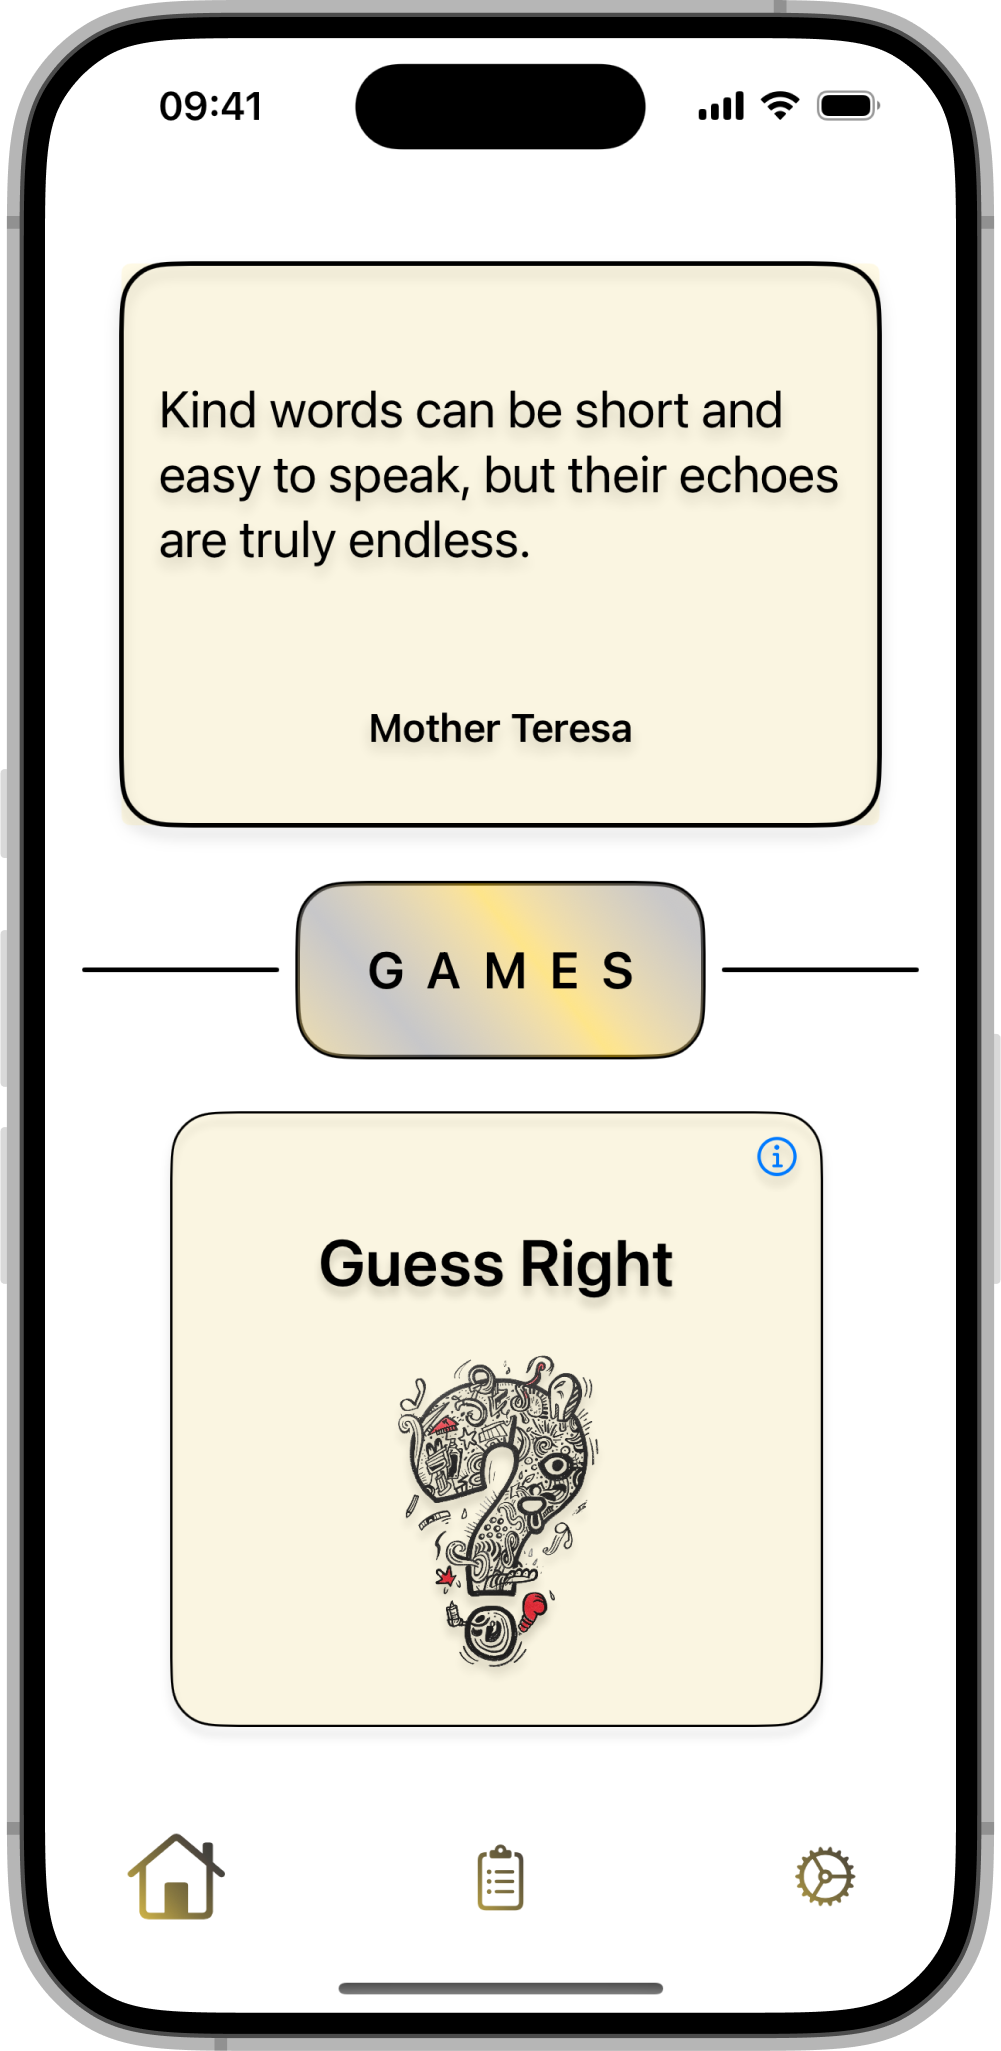 09:41
Kind words can be short and
easy to speak, but their echoes
are truly endless.
Mother Teresa
G A M E S
Guess Right